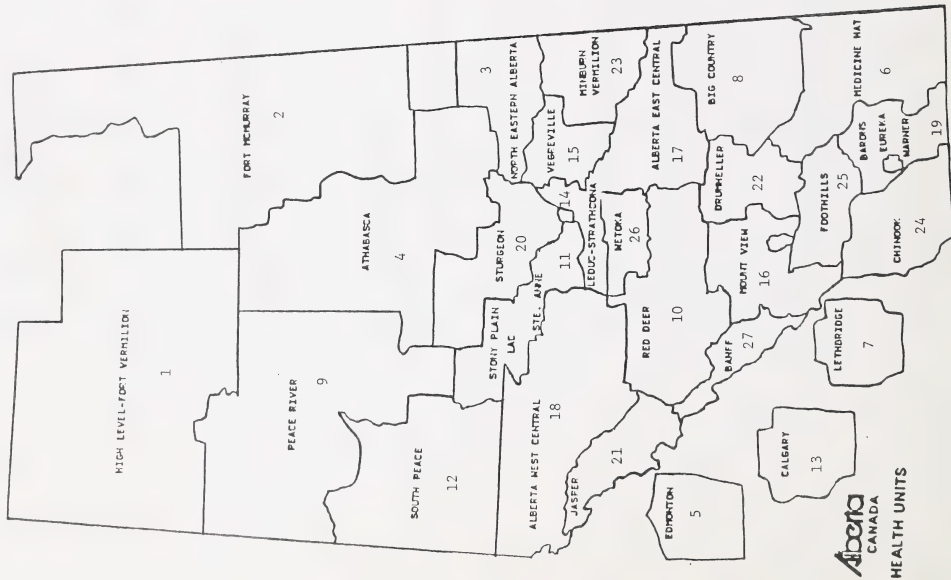 HIGH LEVEL-FORT VERMILION
1
FORT MCMURRAY
2
PEACE RIVER
9
ATHABASCA
4
SOUTH PEACE
12
NORTH EASTERN ALBERTA
3
STURGEON
20
STONY PLAIN
LAC
STE. ANNE
11
14
VEGREVILLE
15
MINBURN
VERMILION
23
ALBERTA WEST CENTRAL
18
LEDUC-STRATHCONA
WETOKA
26
ALBERTA EAST CENTRAL
17
JASPER
21
RED DEER
10
DRUMHELLER
22
BIG COUNTRY
8
BANFF
27
MOUNT VIEW
16
FOOTHILLS
25
BARONS
EUREKA
WARNER
19
MEDICINE HAT
6
CHINOOK
24
EDMONTON
5
CALGARY
13
LETHBRIDGE
7
Alberta
CANADA
HEALTH UNITS